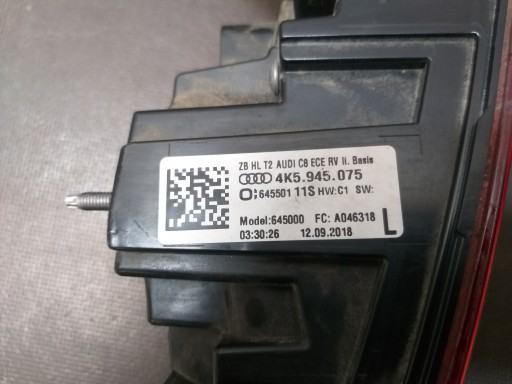 ZB HL T2 AUDI C8 ECE RV li. Basis
4K5.945.075
645501 11S HW:C1 SW:
Model:645000 FC: A046318
03:30:26 12.09.2018 L